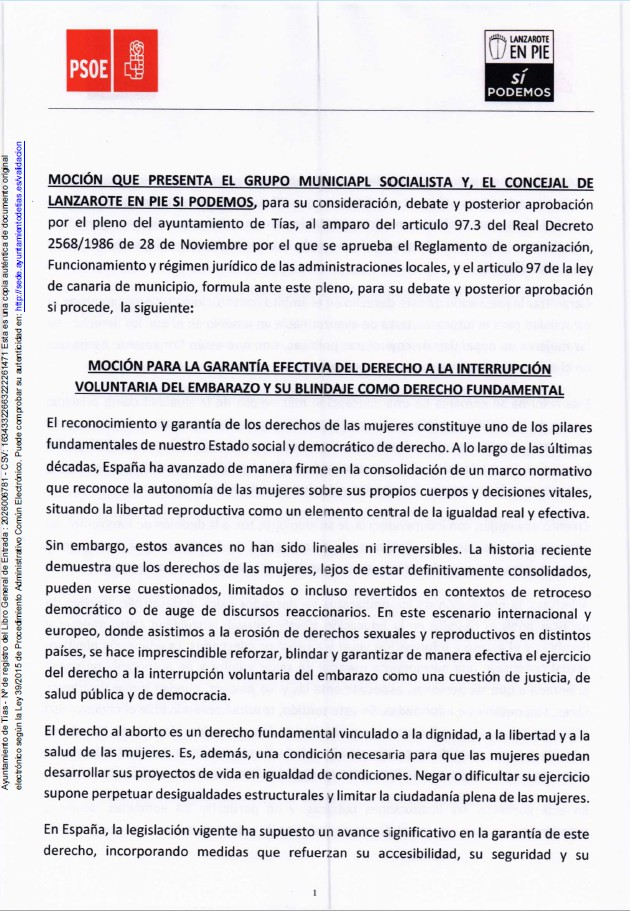 PSOE
LANZAROTE
EN PIE
sí
PODEMOS
MOCIÓN QUE PRESENTA EL GRUPO MUNICIAPL SOCIALISTA Y, EL CONCEJAL DE
LANZAROTE EN PIE SI PODEMOS, para su consideración, debate y posterior aprobación
por el pleno del ayuntamiento de Tías, al amparo del articulo 97.3 del Real Decreto
2568/1986 de 28 de Noviembre por el que se aprueba el Reglamento de organización,
Funcionamiento y régimen jurídico de las administraciones locales, y el articulo 97 de la ley
de canaria de municipio, formula ante este pleno, para su debate y posterior aprobación
si procede, la siguiente:
MOCIÓN PARA LA GARANTÍA EFECTIVA DEL DERECHO A LA INTERRUPCIÓN
VOLUNTARIA DEL EMBARAZO Y SU BLINDAJE COMO DERECHO FUNDAMENTAL
El reconocimiento y garantía de los derechos de las mujeres constituye uno de los pilares
fundamentales de nuestro Estado social y democrático de derecho. A lo largo de las últimas
décadas, España ha avanzado de manera firme en la consolidación de un marco normativo
que reconoce la autonomía de las mujeres sobre sus propios cuerpos y decisiones vitales,
situando la libertad reproductiva como un elemento central de la igualdad real y efectiva.
Sin embargo, estos avances no han sido lineales ni irreversibles. La historia reciente
demuestra que los derechos de las mujeres, lejos de estar definitivamente consolidados,
pueden verse cuestionados, limitados o incluso revertidos en contextos de retroceso
democrático o de auge de discursos reaccionarios. En este escenario internacional y
europeo, donde asistimos a la erosión de derechos sexuales y reproductivos en distintos
países, se hace imprescindible reforzar, blindar y garantizar de manera efectiva el ejercicio
del derecho a la interrupción voluntaria del embarazo como una cuestión de justicia, de
salud pública y de democracia.
El derecho al aborto es un derecho fundamental vinculado a la dignidad, a la libertad y a la
salud de las mujeres. Es, además, una condición necesaria para que las mujeres puedan
desarrollar sus proyectos de vida en igualdad de condiciones. Negar o dificultar su ejercicio
supone perpetuar desigualdades estructurales y limitar la ciudadanía plena de las mujeres.
En España, la legislación vigente ha supuesto un avance significativo en la garantía de este
derecho, incorporando medidas que refuerzan su accesibilidad, su seguridad y su
1
Ayuntamiento de Tías - Nº de registro del Libro General de Entrada : 2026006781 - CSV: 16343322663222261471 Esta es una copia auténtica de documento original
electrónico según la Ley 39/2015 de Procedimiento Administrativo Común Electrónico. Puede comprobar su autenticidad en: http://sede.ayuntamientodetias.es/validacion